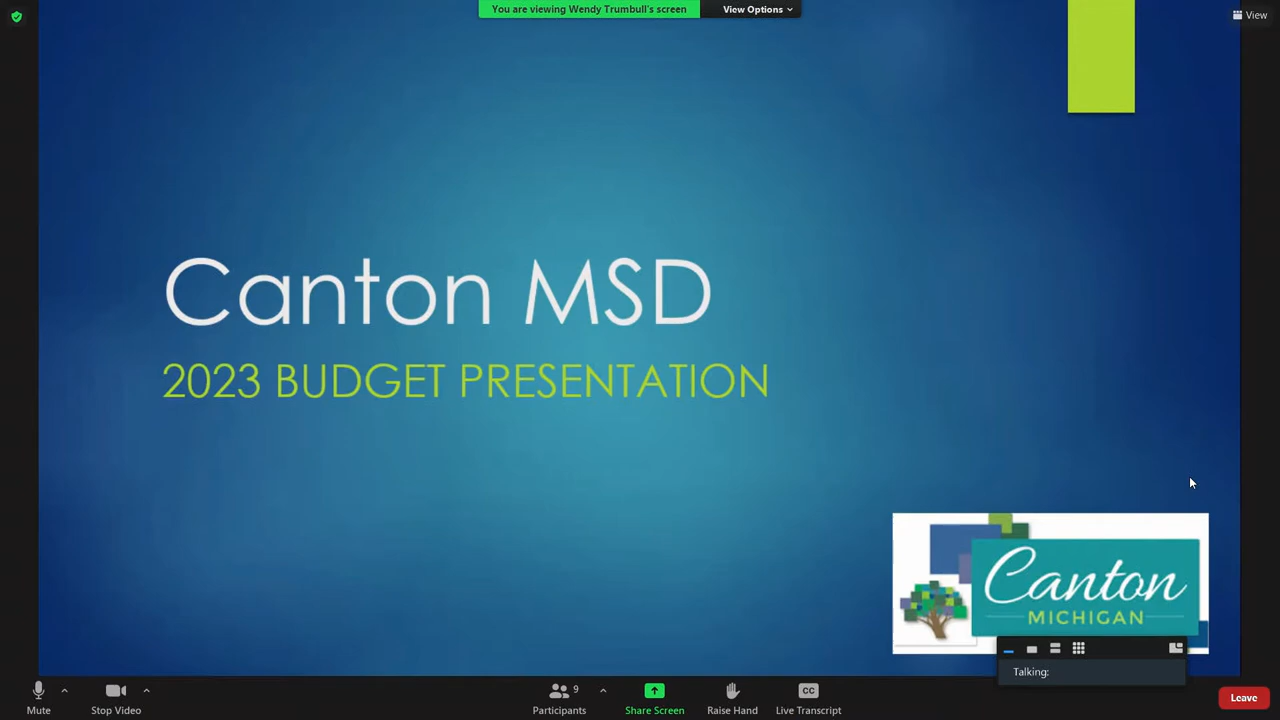 You are viewing Wendy Trumbull's screen
View Options
View
Canton MSD
2023 BUDGET PRESENTATION
Canton
MICHIGAN
Talking:
9
CC
Mute
Stop Video
Participants
Share Screen
Raise Hand
Live Transcript
Leave